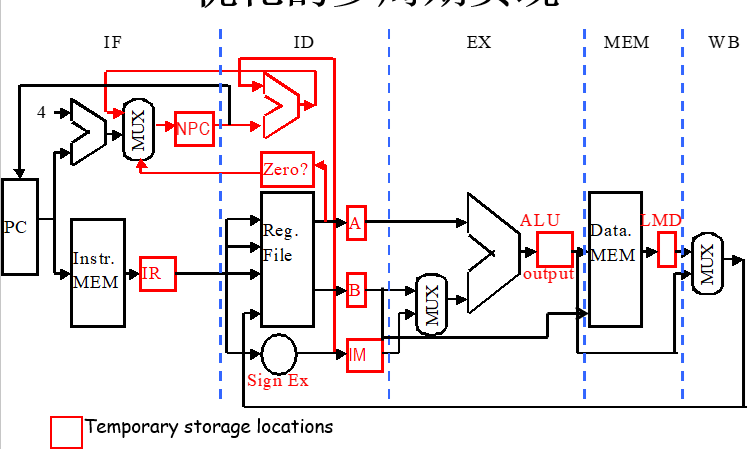 IF ID EX MEM WB
4
MUX
NPC
Zero?
PC
Instr.
MEM
IR
Reg.
File
A
B
IM
Sign Ex
MUX
ALU
output
Data.
MEM
LMD
MUX
Temporary storage locations